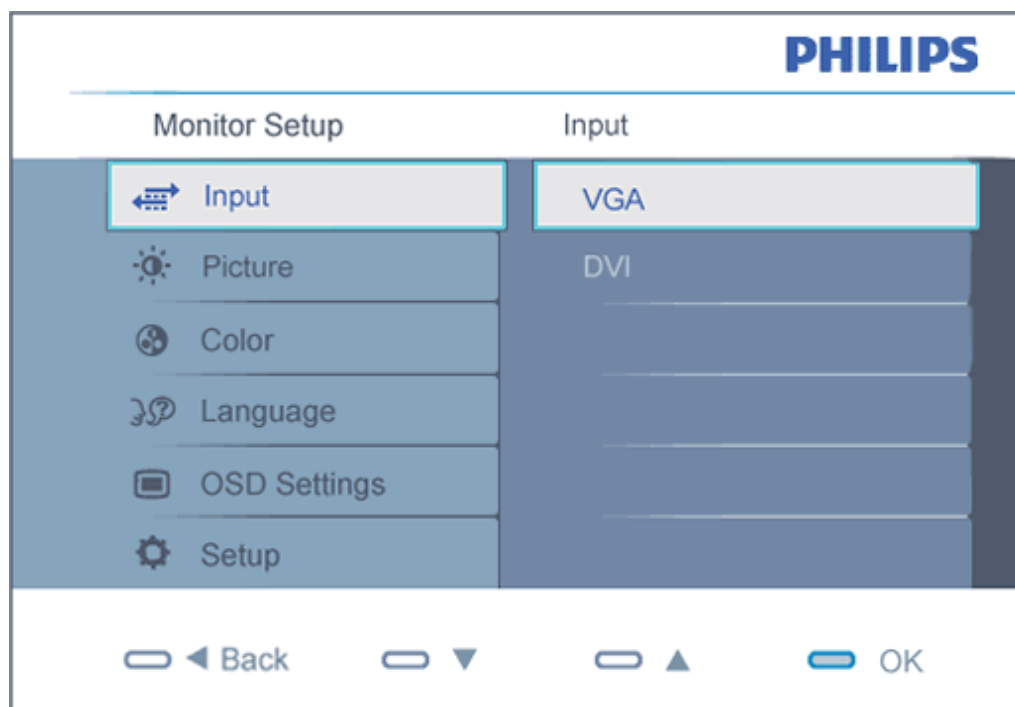 PHILIPS
Monitor Setup Input
Input VGA
Picture DVI
Color
Language
OSD Settings
Setup
Back OK